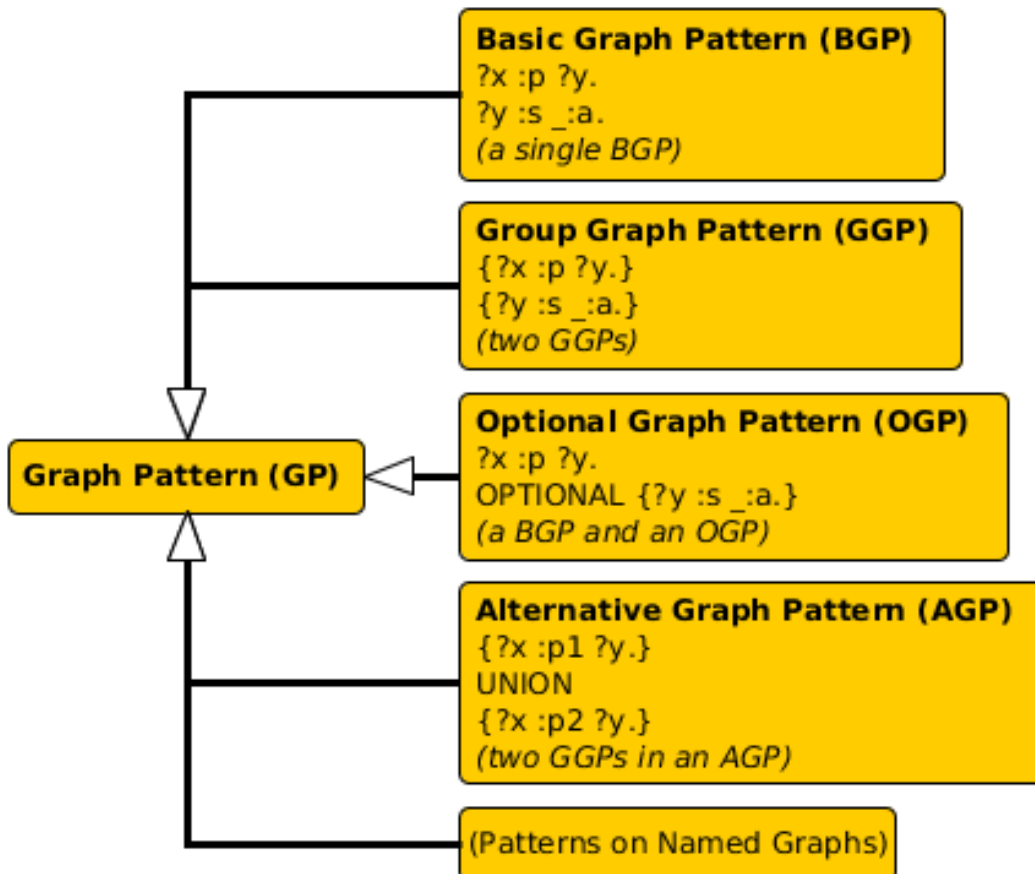 Basic Graph Pattern (BGP)
?x :p ?y.
?y :s _:a.
(a single BGP)
Group Graph Pattern (GGP)
{?x :p ?y.}
{?y :s _:a.}
(two GGPs)
Graph Pattern (GP)
Optional Graph Pattern (OGP)
?x :p ?y.
OPTIONAL {?y :s _:a.}
(a BGP and an OGP)
Alternative Graph Pattern (AGP)
{?x :p1 ?y.}
UNION
{?x :p2 ?y.}
(two GGPs in an AGP)
(Patterns on Named Graphs)